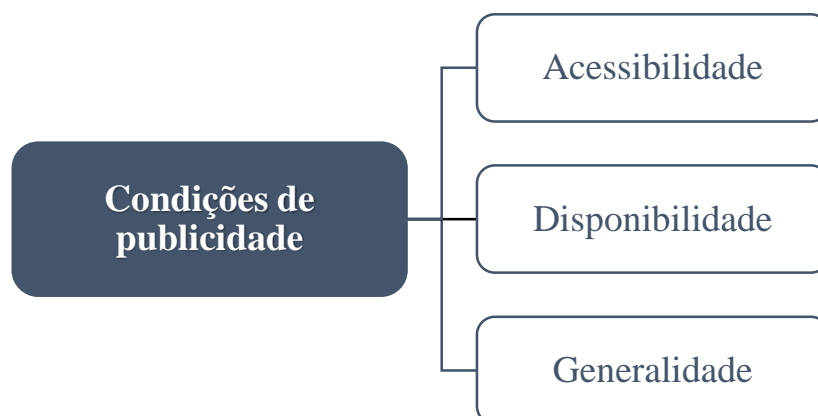 Condições de
publicidade
Acessibilidade
Disponibilidade
Generalidade